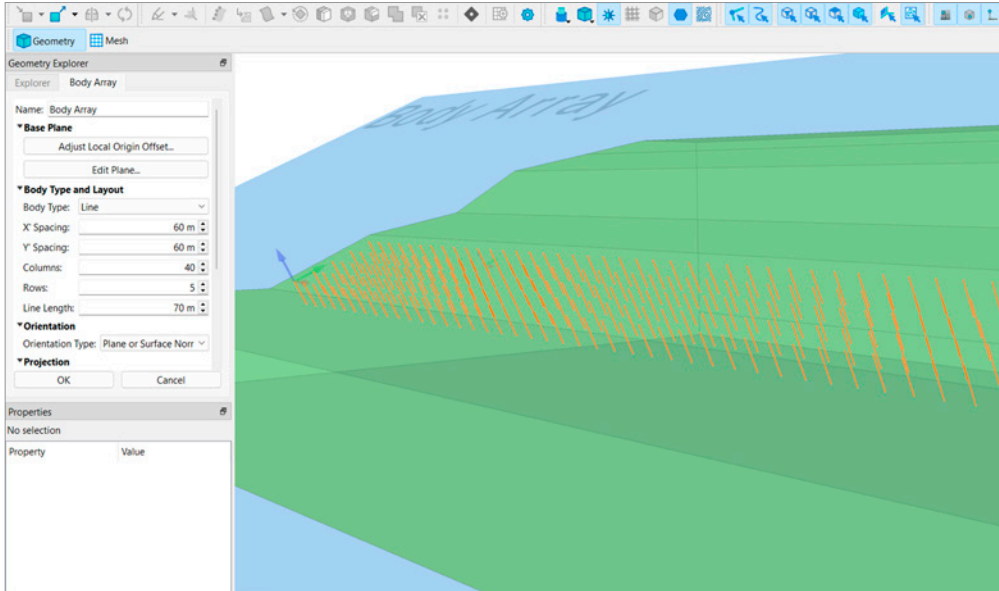 Geometry Mesh
Geometry Explorer
Explorer Body Array
Name: Body Array
Base Plane
Adjust Local Origin Offset...
Edit Plane...
Body Type and Layout
Body Type: Line
X' Spacing: 60 m
Y' Spacing: 60 m
Columns: 40
Rows: 5
Line Length: 70 m
Orientation
Orientation Type: Plane or Surface Norr
Projection
OK Cancel
Properties
No selection
Property Value
Body Array